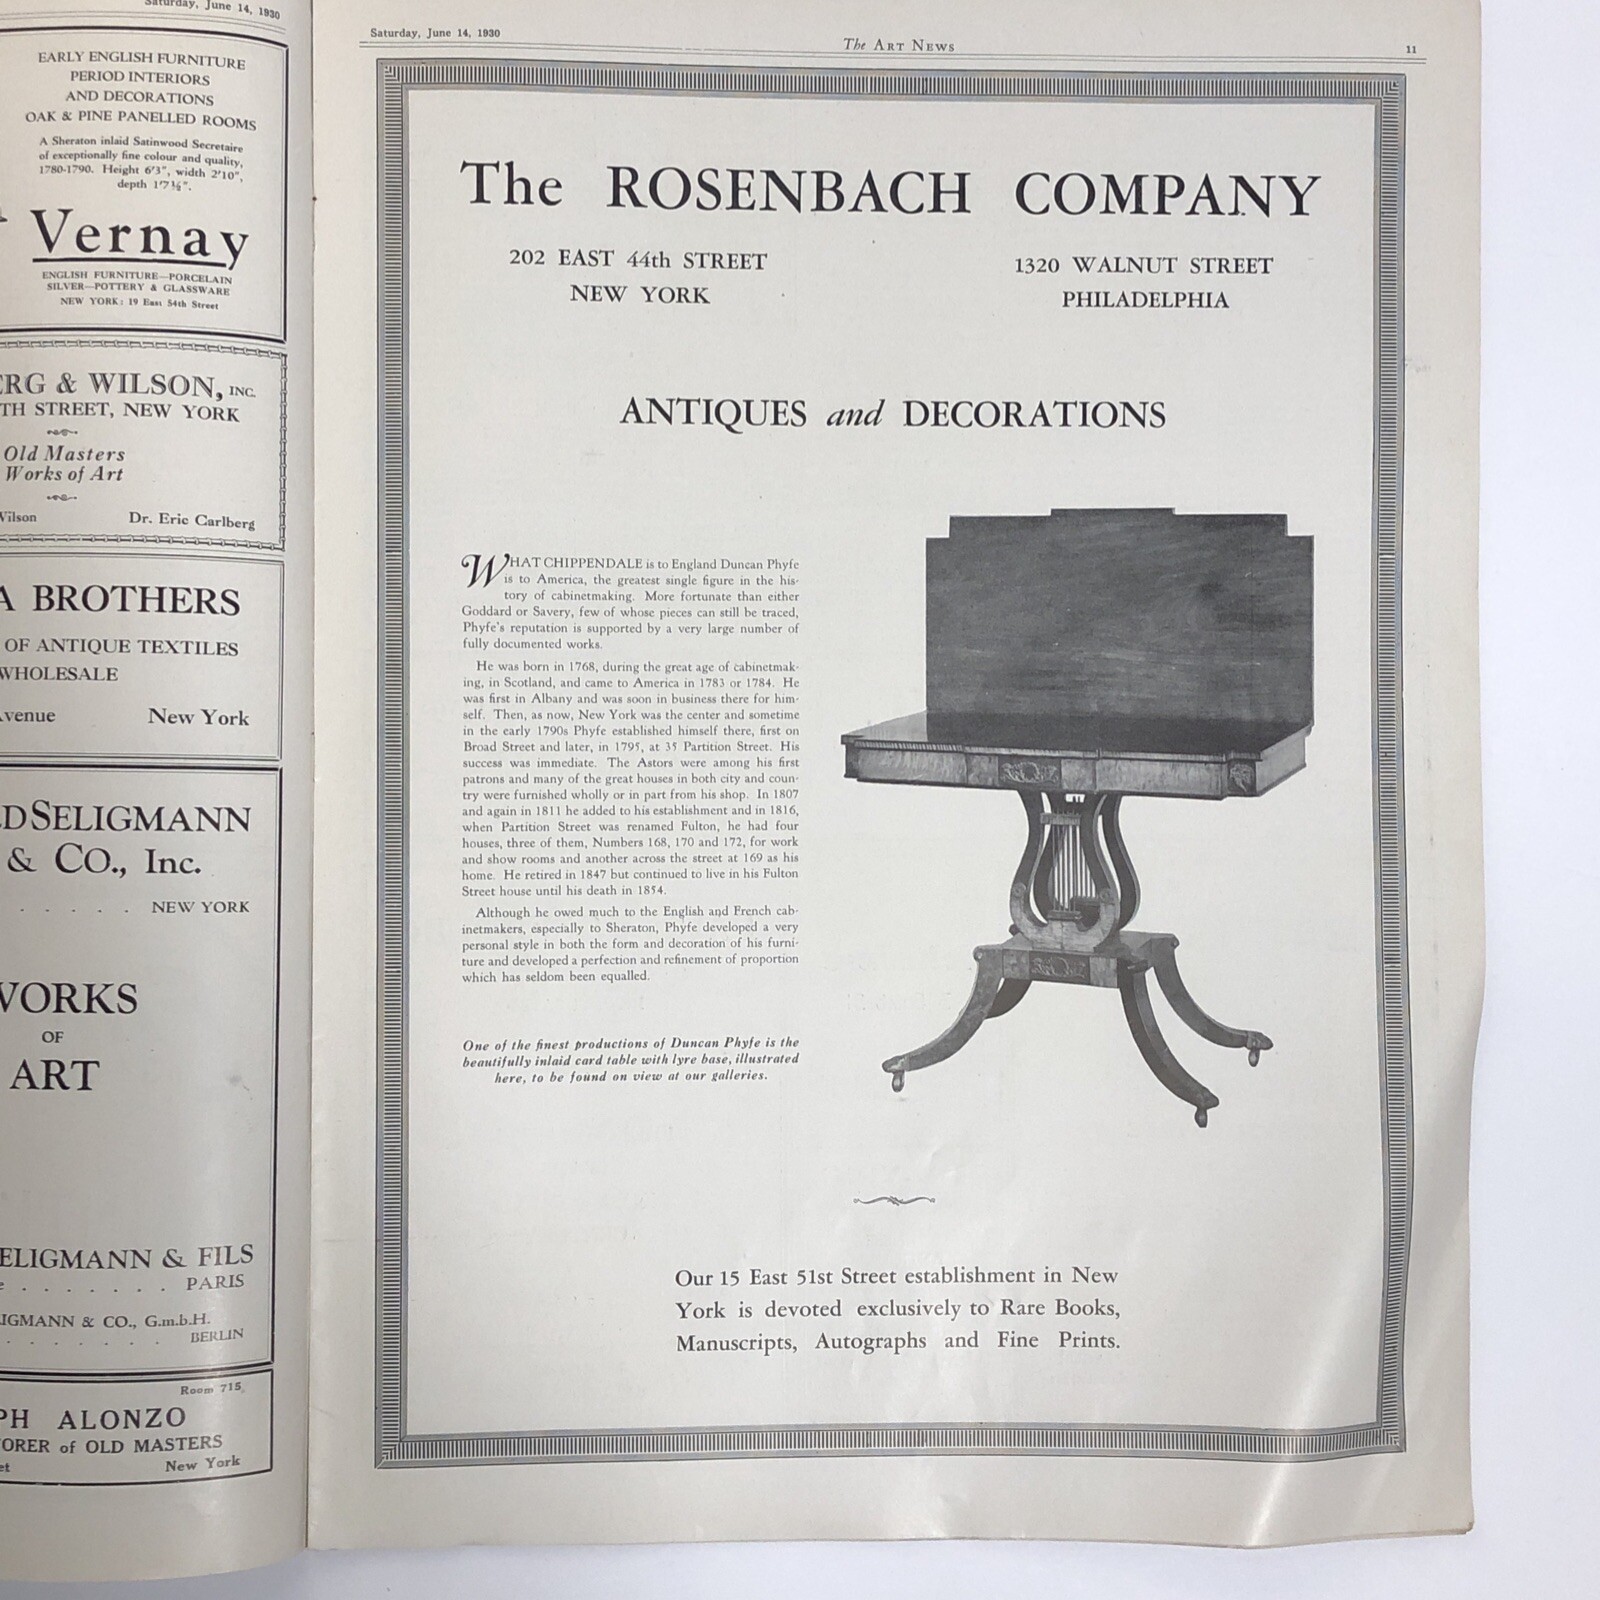 Saturday, June 14, 1930
EARLY ENGLISH FURNITURE
PERIOD INTERIORS
AND DECORATIONS
OAK & PINE PANELLED ROOMS
A Sheraton inlaid Satinwood Secretaire
of exceptionally fine colour and quality,
1780-1790. Height 6'3", width 2'10",
depth 1'7½".
Vernay
ENGLISH FURNITURE—PORCELAIN
SILVER—POTTERY & GLASSWARE
NEW YORK: 19 East 54th Street
ERG & WILSON, INC.
TH STREET, NEW YORK
Old Masters
Works of Art
Wilson Dr. Eric Carlberg
A BROTHERS
OF ANTIQUE TEXTILES
WHOLESALE
Avenue New York
LD SELIGMANN
& CO., Inc.
. . . . . NEW YORK
WORKS
OF
ART
SELIGMANN & FILS
. . . . . . . PARIS
IGMANN & CO., G.m.b.H.
. . . . . . BERLIN
Room 715,
PH ALONZO
ORER of OLD MASTERS
et New York
Saturday, June 14, 1930
The ART NEWS
11
The ROSENBACH COMPANY
202 EAST 44th STREET
NEW YORK
1320 WALNUT STREET
PHILADELPHIA
ANTIQUES and DECORATIONS
WHAT CHIPPENDALE is to England Duncan Phyfe
is to America, the greatest single figure in the his-
tory of cabinetmaking. More fortunate than either
Goddard or Savery, few of whose pieces can still be traced,
Phyfe's reputation is supported by a very large number of
fully documented works.
He was born in 1768, during the great age of cabinetmak-
ing, in Scotland, and came to America in 1783 or 1784. He
was first in Albany and was soon in business there for him-
self. Then, as now, New York was the center and sometime
in the early 1790s Phyfe established himself there, first on
Broad Street and later, in 1795, at 35 Partition Street. His
success was immediate. The Astors were among his first
patrons and many of the great houses in both city and coun-
try were furnished wholly or in part from his shop. In 1807
and again in 1811 he added to his establishment and in 1816,
when Partition Street was renamed Fulton, he had four
houses, three of them, Numbers 168, 170 and 172, for work
and show rooms and another across the street at 169 as his
home. He retired in 1847 but continued to live in his Fulton
Street house until his death in 1854.
Although he owed much to the English and French cab-
inetmakers, especially to Sheraton, Phyfe developed a very
personal style in both the form and decoration of his furni-
ture and developed a perfection and refinement of proportion
which has seldom been equalled.
One of the finest productions of Duncan Phyfe is the
beautifully inlaid card table with lyre base, illustrated
here, to be found on view at our galleries.
Our 15 East 51st Street establishment in New
York is devoted exclusively to Rare Books,
Manuscripts, Autographs and Fine Prints.